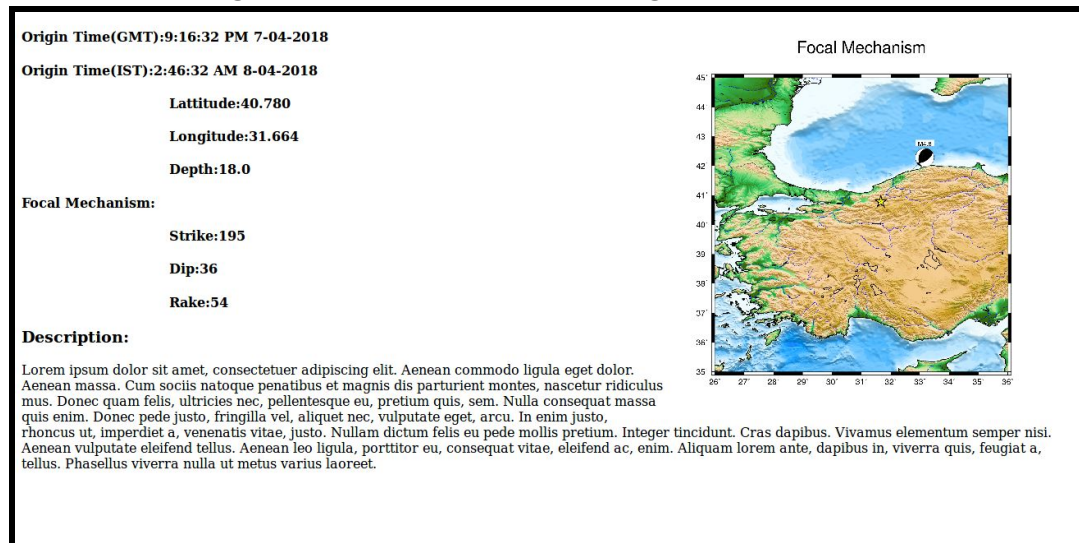 Origin Time(GMT):9:16:32 PM 7-04-2018
Origin Time(IST):2:46:32 AM 8-04-2018
Lattitude:40.780
Longitude:31.664
Depth:18.0
Focal Mechanism:
Strike:195
Dip:36
Rake:54
Description:
Lorem ipsum dolor sit amet, consectetuer adipiscing elit. Aenean commodo ligula eget dolor.
Aenean massa. Cum sociis natoque penatibus et magnis dis parturient montes, nascetur ridiculus
mus. Donec quam felis, ultricies nec, pellentesque eu, pretium quis, sem. Nulla consequat massa
quis enim. Donec pede justo, fringilla vel, aliquet nec, vulputate eget, arcu. In enim justo,
rhoncus ut, imperdiet a, venenatis vitae, justo. Nullam dictum felis eu pede mollis pretium. Integer tincidunt. Cras dapibus. Vivamus elementum semper nisi.
Aenean vulputate eleifend tellus. Aenean leo ligula, porttitor eu, consequat vitae, eleifend ac, enim. Aliquam lorem ante, dapibus in, viverra quis, feugiat a,
tellus. Phasellus viverra nulla ut metus varius laoreet.
Focal Mechanism
45
44
43
42
41
40
39
38
37
36
35
26 27 28 29 30 31 32 33 34 35 36